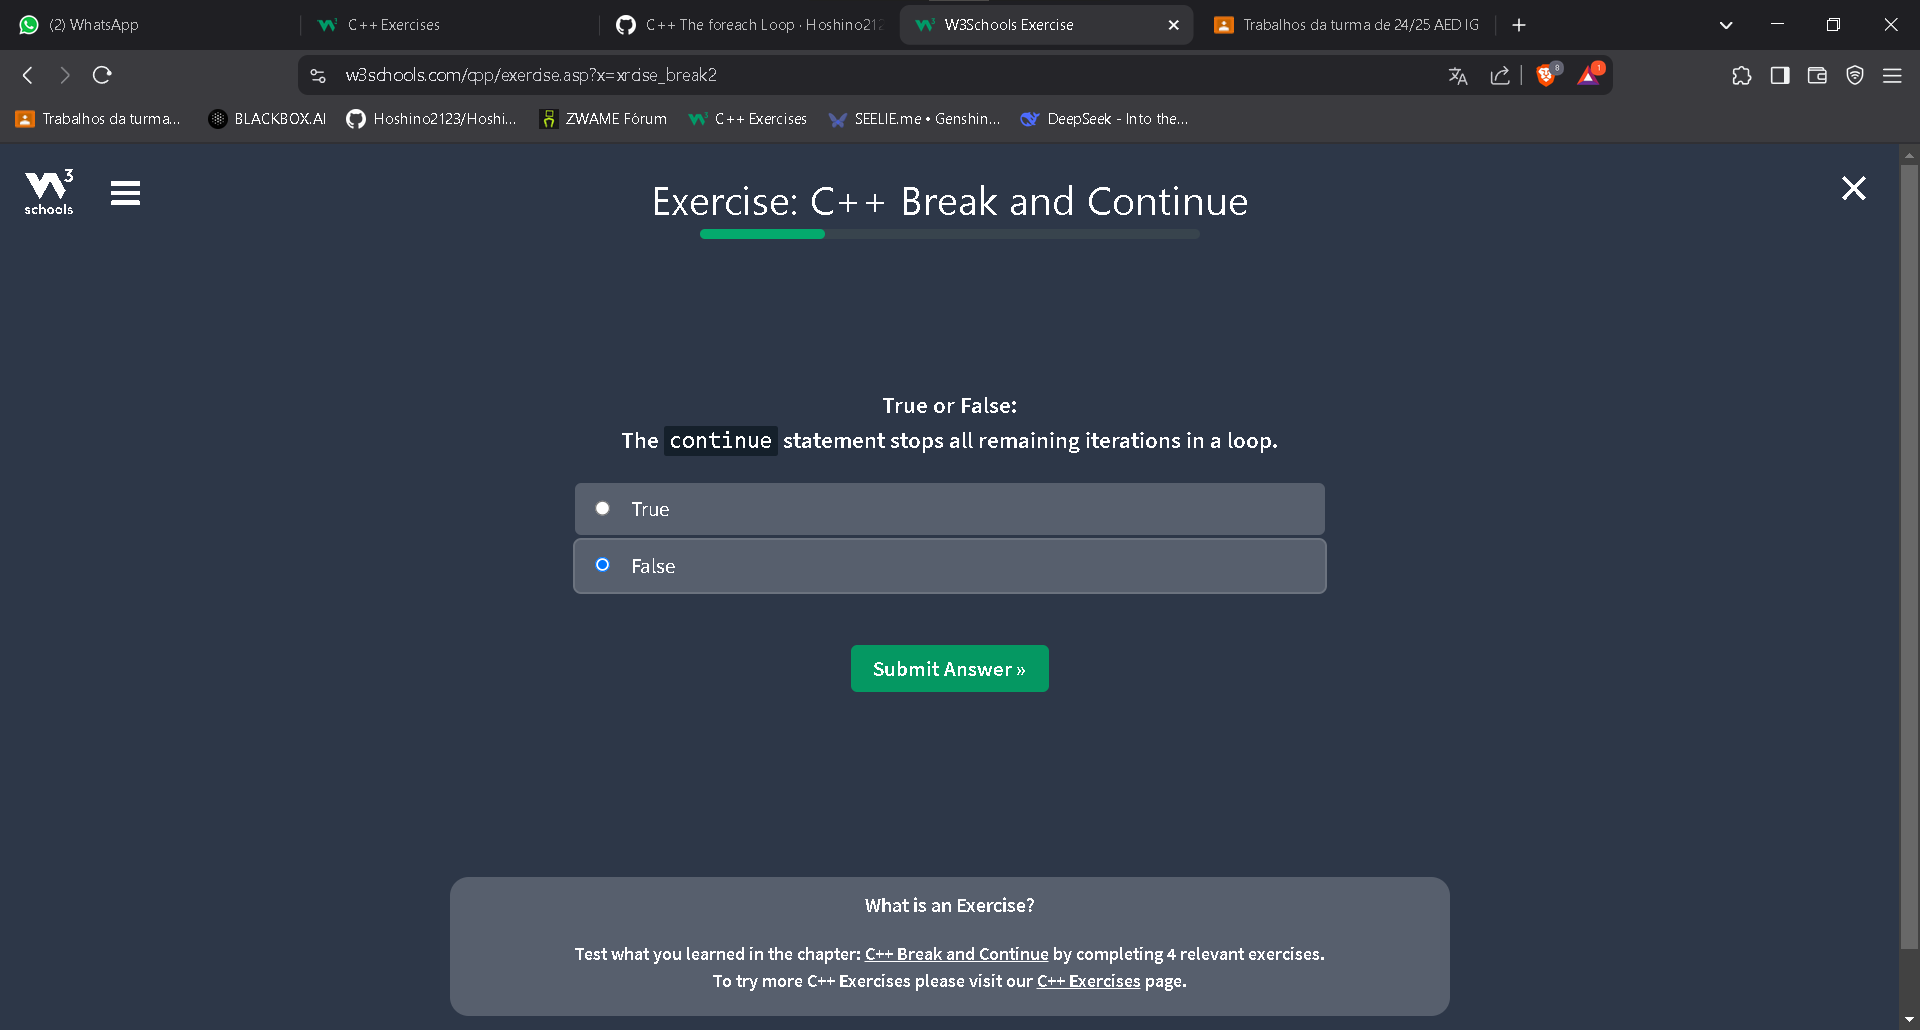 (2) WhatsApp
C++ Exercises
C++ The foreach Loop · Hoshino212
W3Schools Exercise
Trabalhos da turma de 24/25 AED IG
w3schools.com/cpp/exercise.asp?x=xrcise_break2
8
1
Trabalhos da turma...
BLACKBOX.AI
Hoshino2123/Hoshi...
ZWAME Fórum
C++ Exercises
SEELIE.me • Genshin...
DeepSeek - Into the...
3
schools
Exercise: C++ Break and Continue
True or False:
The continue statement stops all remaining iterations in a loop.
True
False
Submit Answer »
What is an Exercise?
Test what you learned in the chapter: C++ Break and Continue by completing 4 relevant exercises.
To try more C++ Exercises please visit our C++ Exercises page.